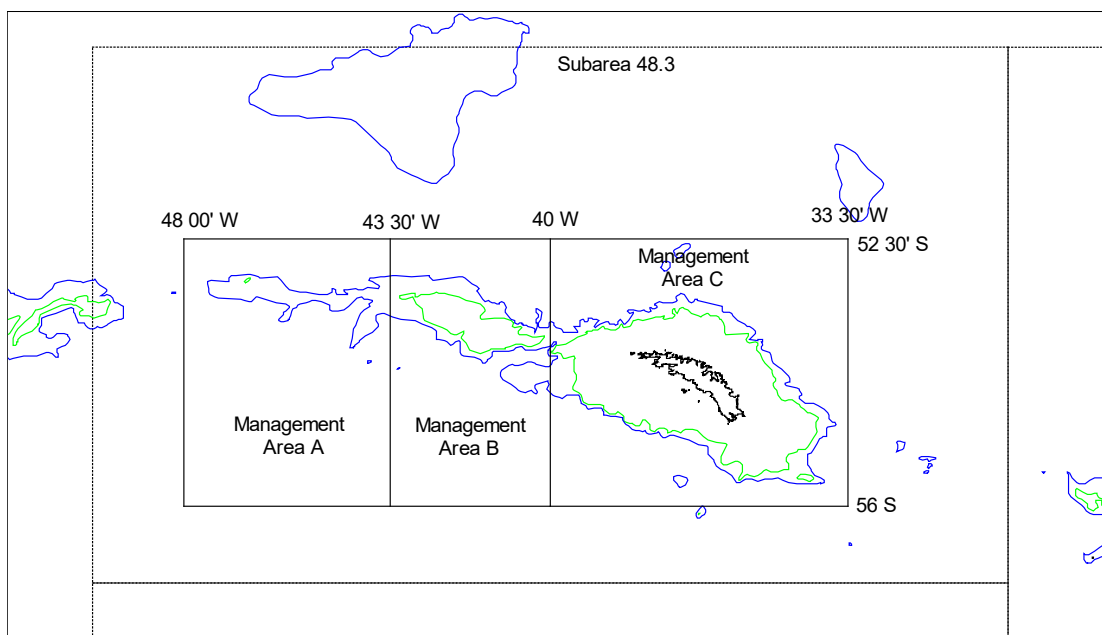 Subarea 48.3
48 00' W
43 30' W
40 W
33 30' W
52 30' S
Management
Area C
Management
Area A
Management
Area B
56 S